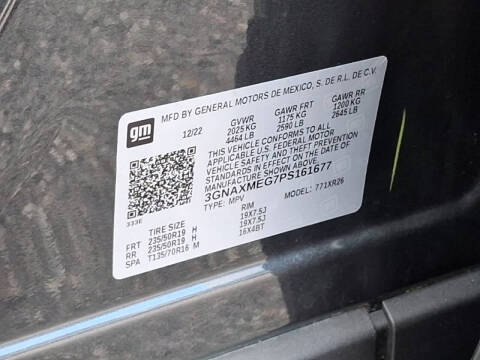 gm
MFD BY GENERAL MOTORS DE MEXICO, S. DE R.L. DE C.V.
12/22 GVWR GAWR FRT GAWR RR
2025 KG 1175 KG 1200 KG
4464 LB 2590 LB 2645 LB
THIS VEHICLE CONFORMS TO ALL
APPLICABLE U.S. FEDERAL MOTOR
VEHICLE SAFETY AND THEFT
PREVENTION STANDARDS IN EFFECT
ON THE DATE OF MANUFACTURE SHOWN ABOVE.
3GNAXMEG7PS161677
TYPE: MPV MODEL: 771XR26
333E
TIRE SIZE RIM
FRT 235/50R19 H 19X7.5J
RR 235/50R19 H 19X7.5J
SPA T135/70R16 M 16X4BT